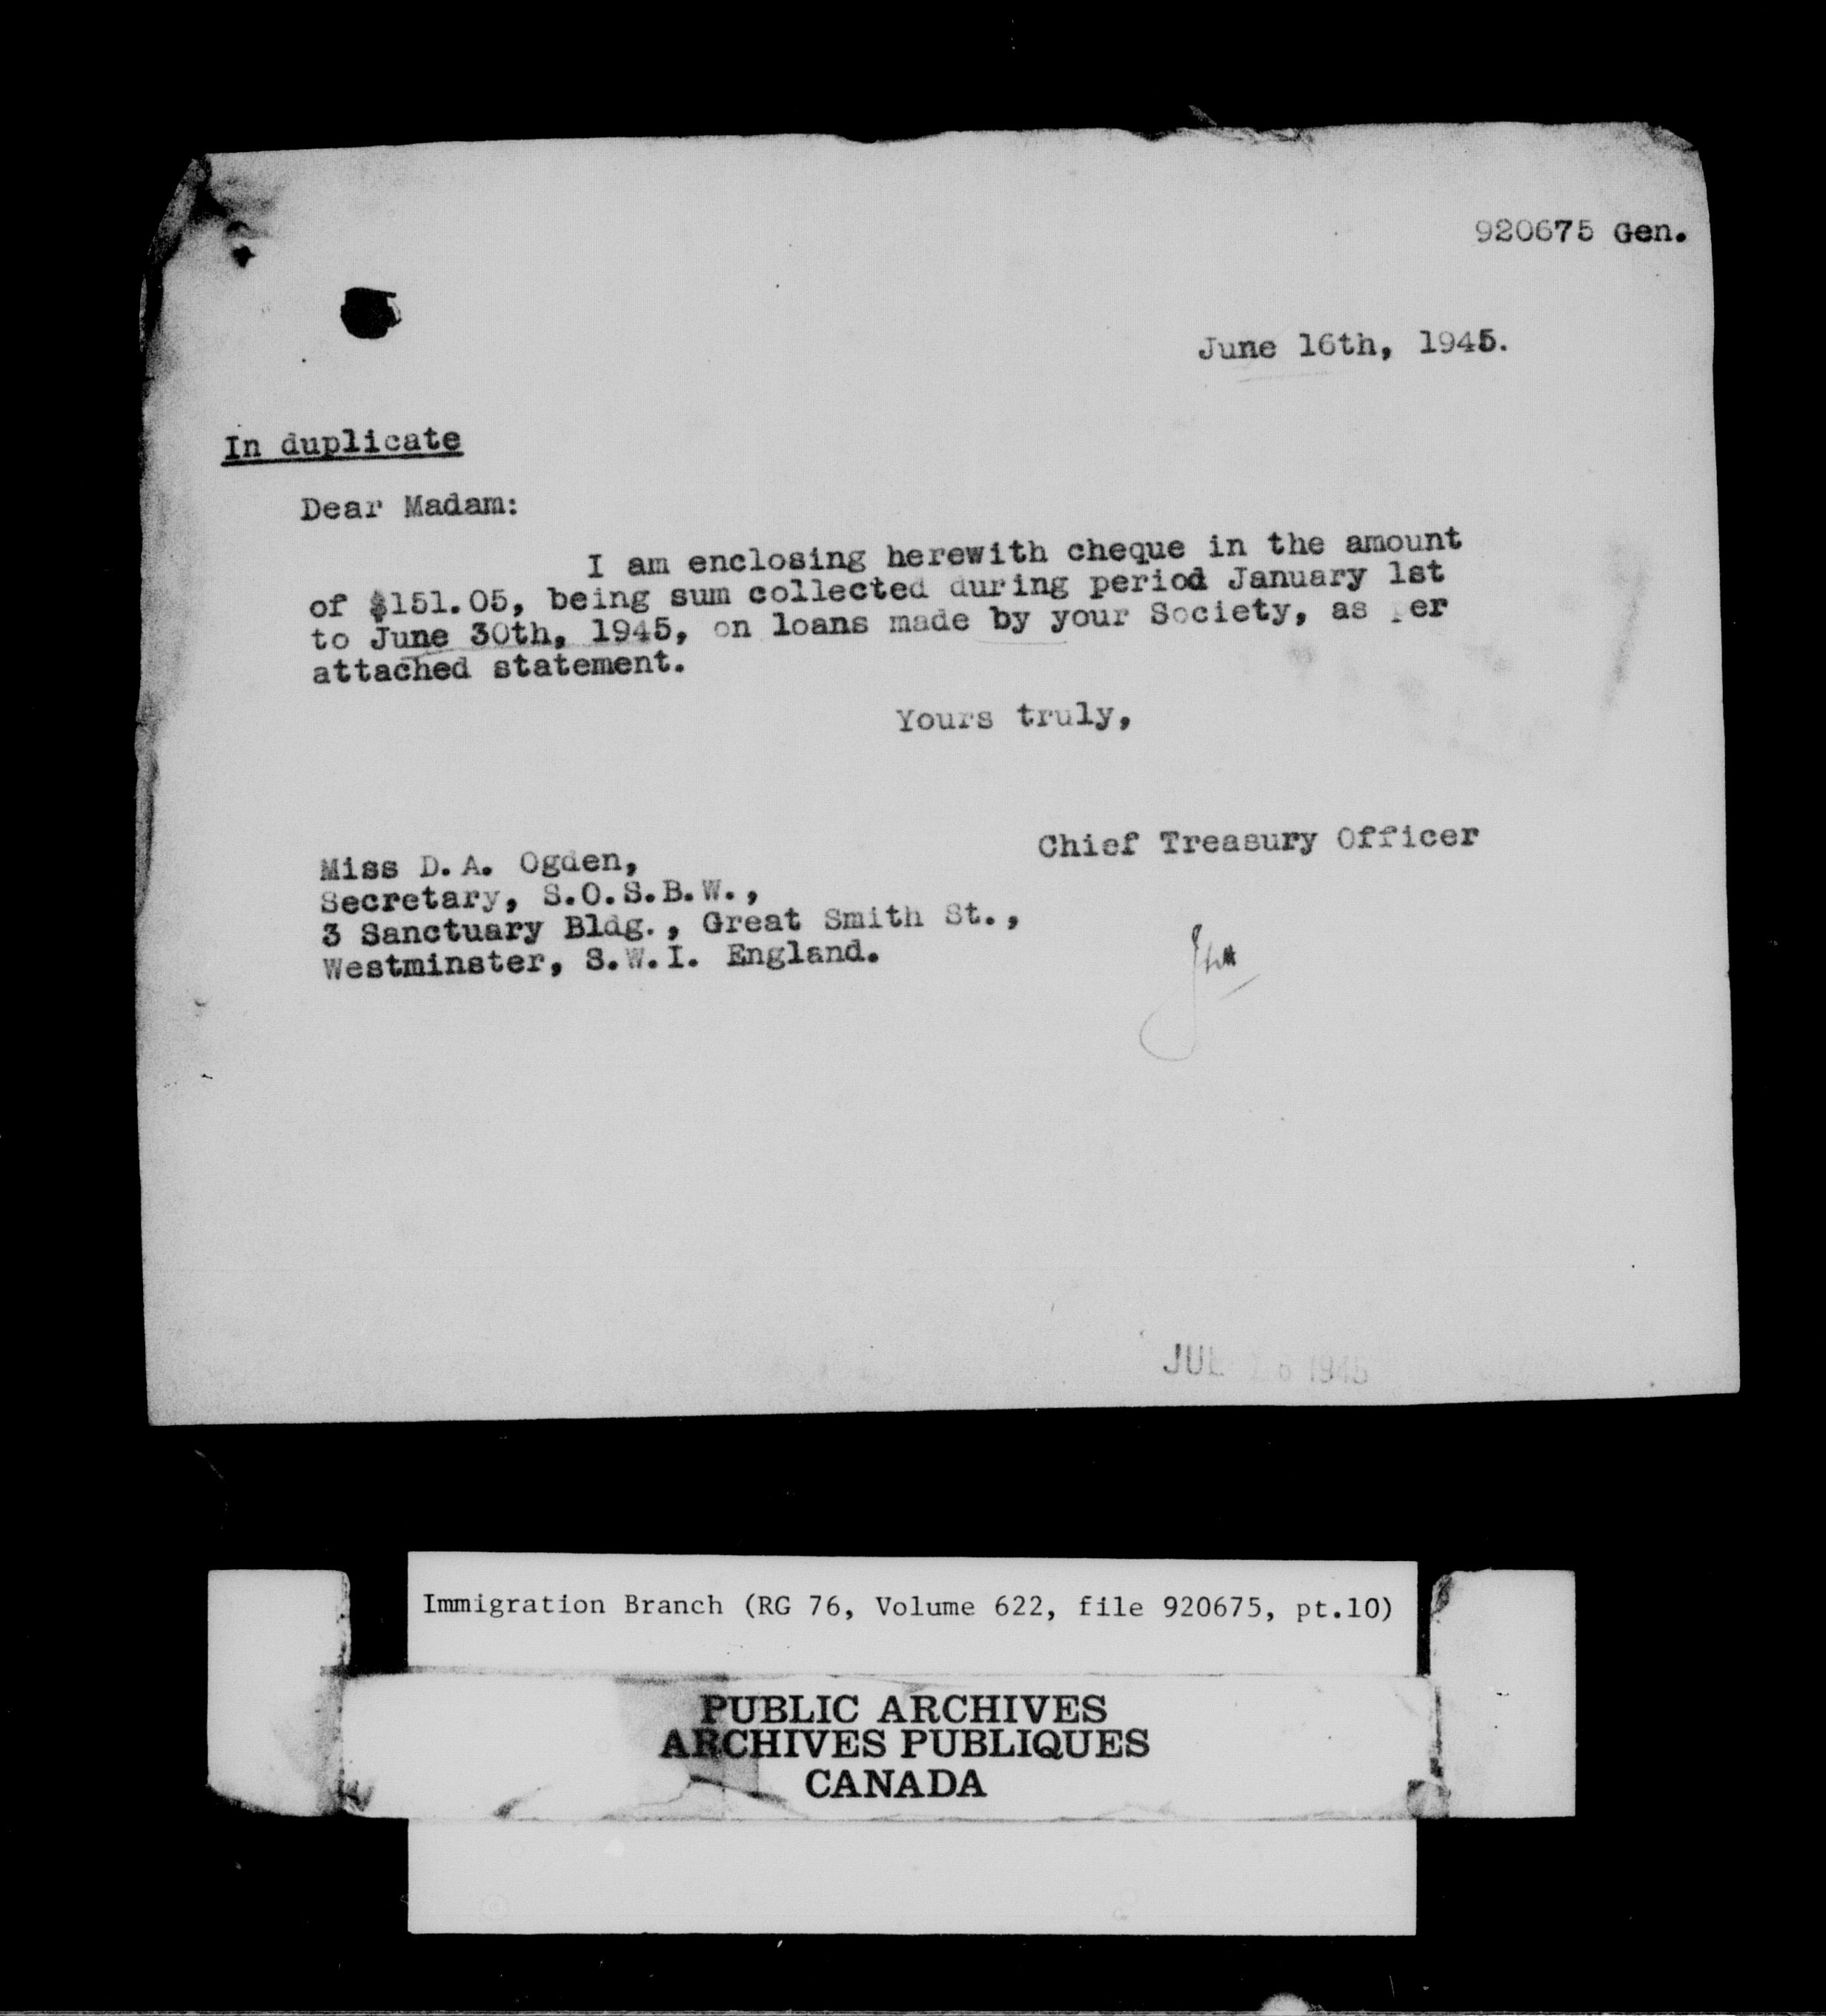 920675 Gen.
June 16th, 1945.
In duplicate
Dear Madam:
I am enclosing herewith cheque in the amount
of $151.05, being sum collected during period January 1st
to June 30th, 1945, on loans made by your Society, as per
attached statement.
Yours truly,
Chief Treasury Officer
Miss D.A. Ogden,
Secretary, S.O.S.B.W.,
3 Sanctuary Bldg., Great Smith St.,
Westminster, S.W.I. England.
JUL 1945
Immigration Branch (RG 76, Volume 622, file 920675, pt.10)
PUBLIC ARCHIVES
ARCHIVES PUBLIQUES
CANADA